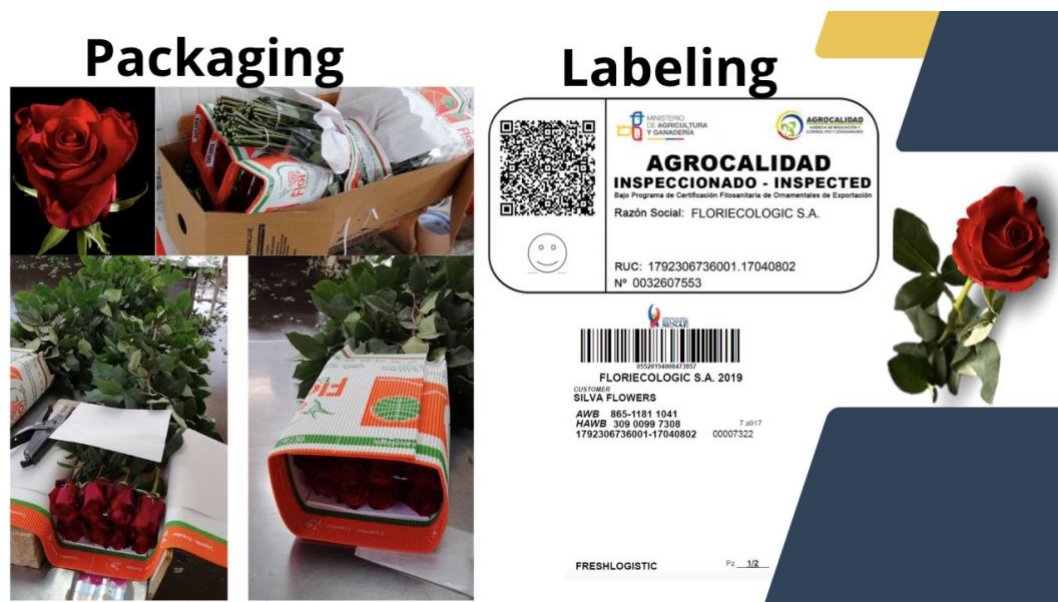 Packaging
Labeling
MINISTERIO
DE AGRICULTURA
Y GANADERÍA
AGROCALIDAD
AGROCALIDAD
INSPECCIONADO - INSPECTED
Bajo Programa de Certificación Fitosanitaria de Ornamentales de Exportación
Razón Social: FLORIECOLOGIC S.A.
RUC: 1792306736001.17040802
Nº 0032607553
SENAE
FLORIECOLOGIC S.A. 2019
CUSTOMER
SILVA FLOWERS
AWB 865-1181 1041
HAWB 309 0099 7308
1792306736001-17040802 00007322
FRESHLOGISTIC Pz 1/2